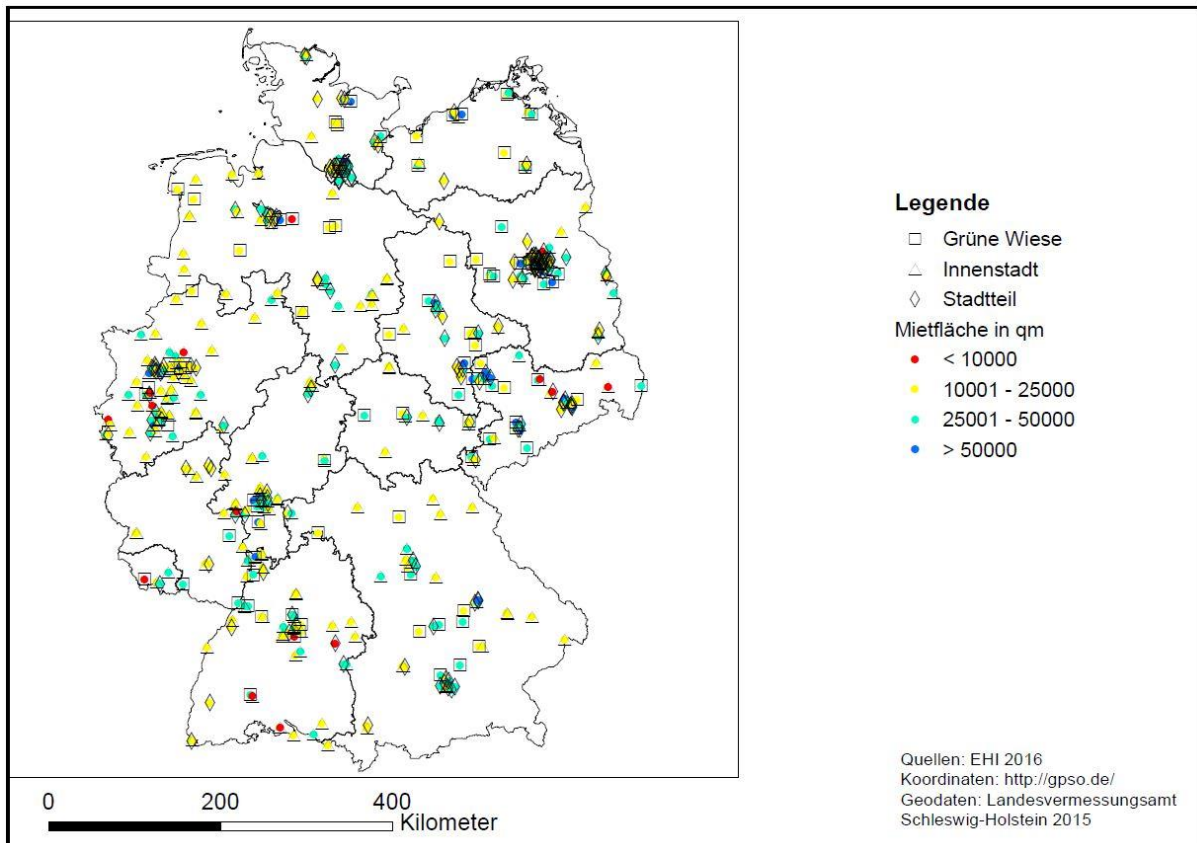 Legende
Grüne Wiese
Innenstadt
Stadtteil
Mietfläche in qm
< 10000
10001 - 25000
25001 - 50000
> 50000
Quellen: EHI 2016
Koordinaten: http://gpso.de/
Geodaten: Landesvermessungsamt
Schleswig-Holstein 2015
0 200 400
Kilometer